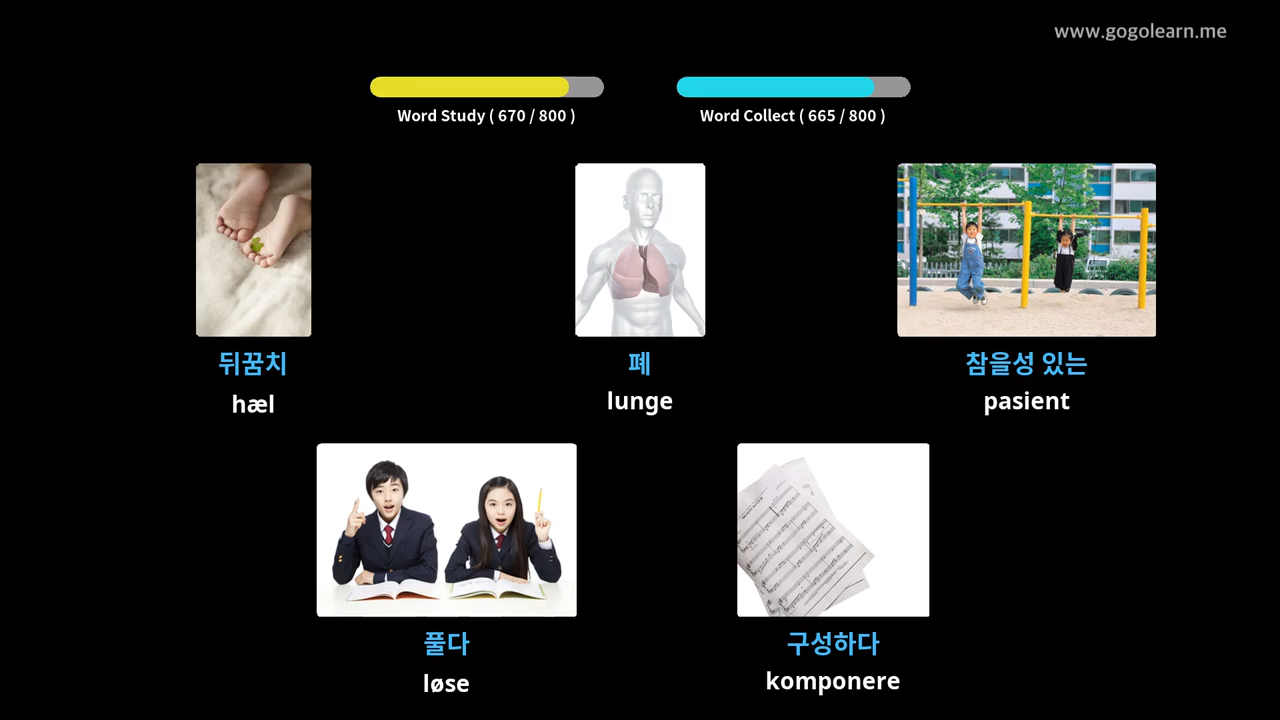 www.gogolearn.me
Word Study ( 670 / 800 )
Word Collect ( 665 / 800 )
뒤꿈치
hæl
폐
lunge
참을성 있는
pasient
풀다
løse
구성하다
komponere